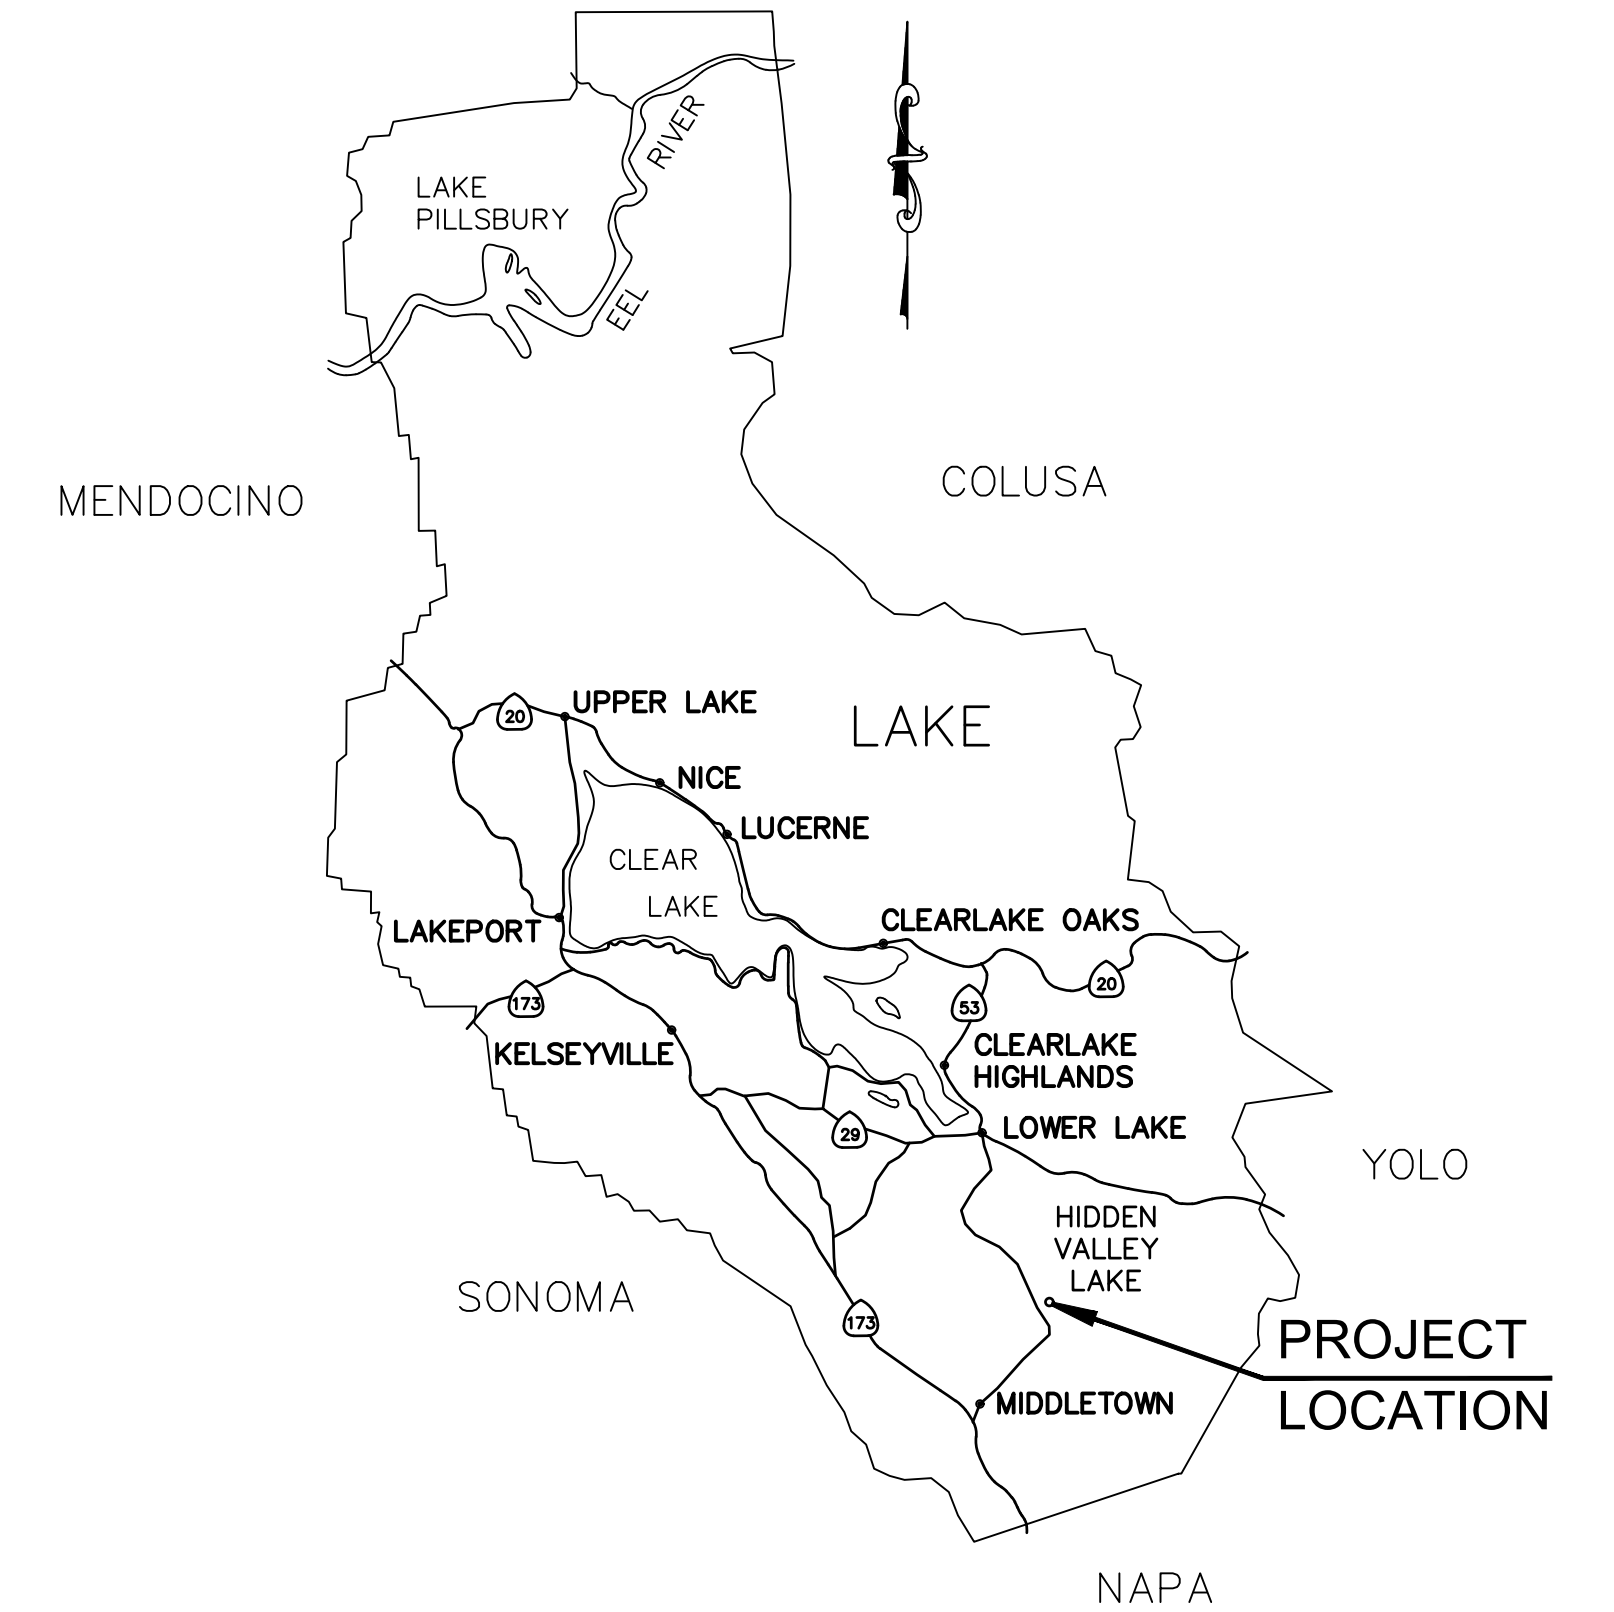 RIVER
LAKE
PILLSBURY
EEL
MENDOCINO
COLUSA
20
UPPER LAKE
LAKE
NICE
LUCERNE
CLEAR
LAKE
LAKEPORT
CLEARLAKE OAKS
20
173
53
KELSEYVILLE
CLEARLAKE
HIGHLANDS
29
LOWER LAKE
YOLO
HIDDEN
VALLEY
LAKE
SONOMA
173
PROJECT
LOCATION
MIDDLETOWN
NAPA